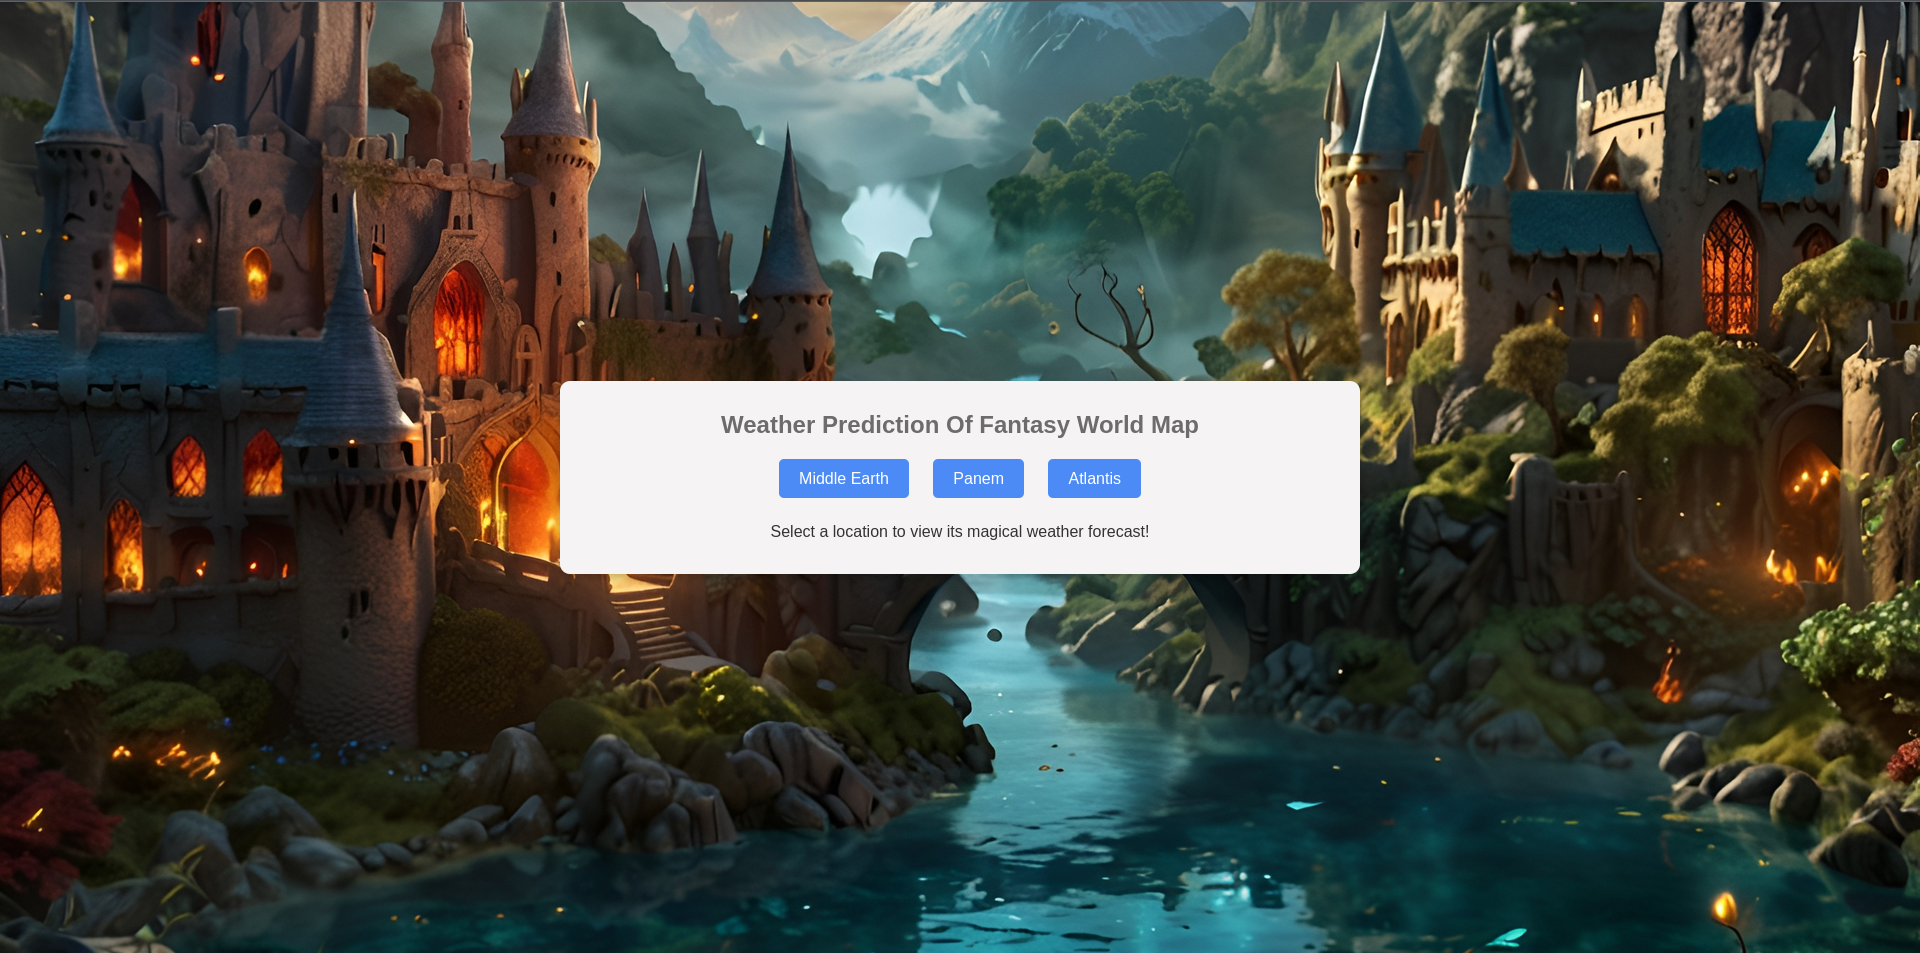 Weather Prediction Of Fantasy World Map
Middle Earth Panem Atlantis
Select a location to view its magical weather forecast!